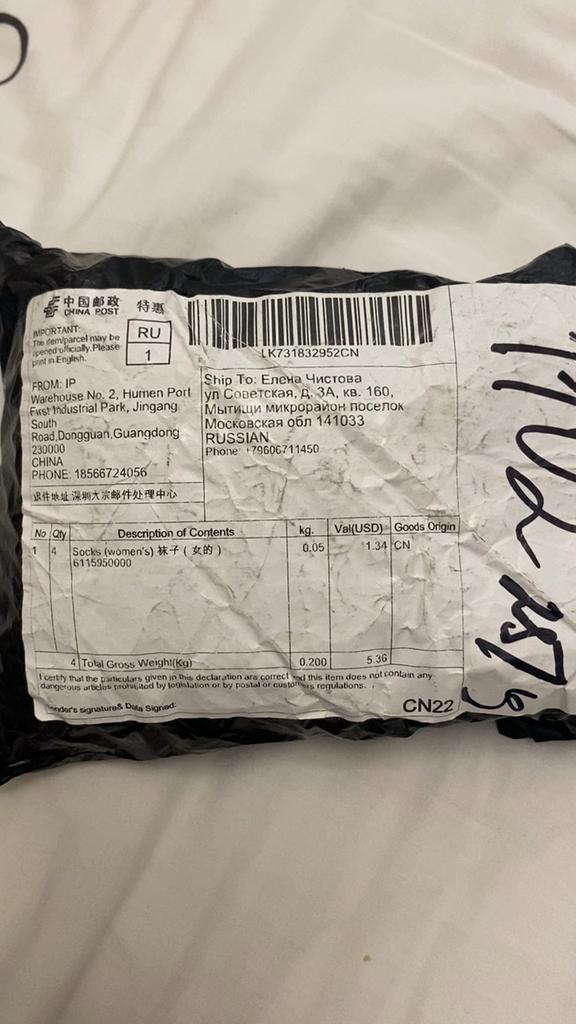 中国邮政 特惠
CHINA POST
IMPORTANT:
The item/parcel may be
opened officially.Please
print in English.
RU
1
LK731832952CN
FROM: IP
Warehouse No. 2, Humen Port
First Industrial Park, Jingang
South
Road,Dongguan,Guangdong
230000
CHINA
PHONE: 18566724056
退件地址 深圳大宗邮件处理中心
Ship To: Елена Чистова
ул Советская, д. 3А, кв. 160,
Мытищи микрорайон поселок
Московская обл 141033
RUSSIAN
Phone: +79606711450
No Qty Description of Contents kg. Val(USD) Goods Origin
1 4 Socks (women's) 袜子 ( 女的 ) 0.05 1.34 CN
6115950000
4 Total Gross Weight(Kg) 0.200 5.36
I certify that the particulars given in this declaration are correct and this item does not contain any
dangerous articles prohibited by legislation or by postal or customers regulations.
Sender's signature& Data Signed:
CN22